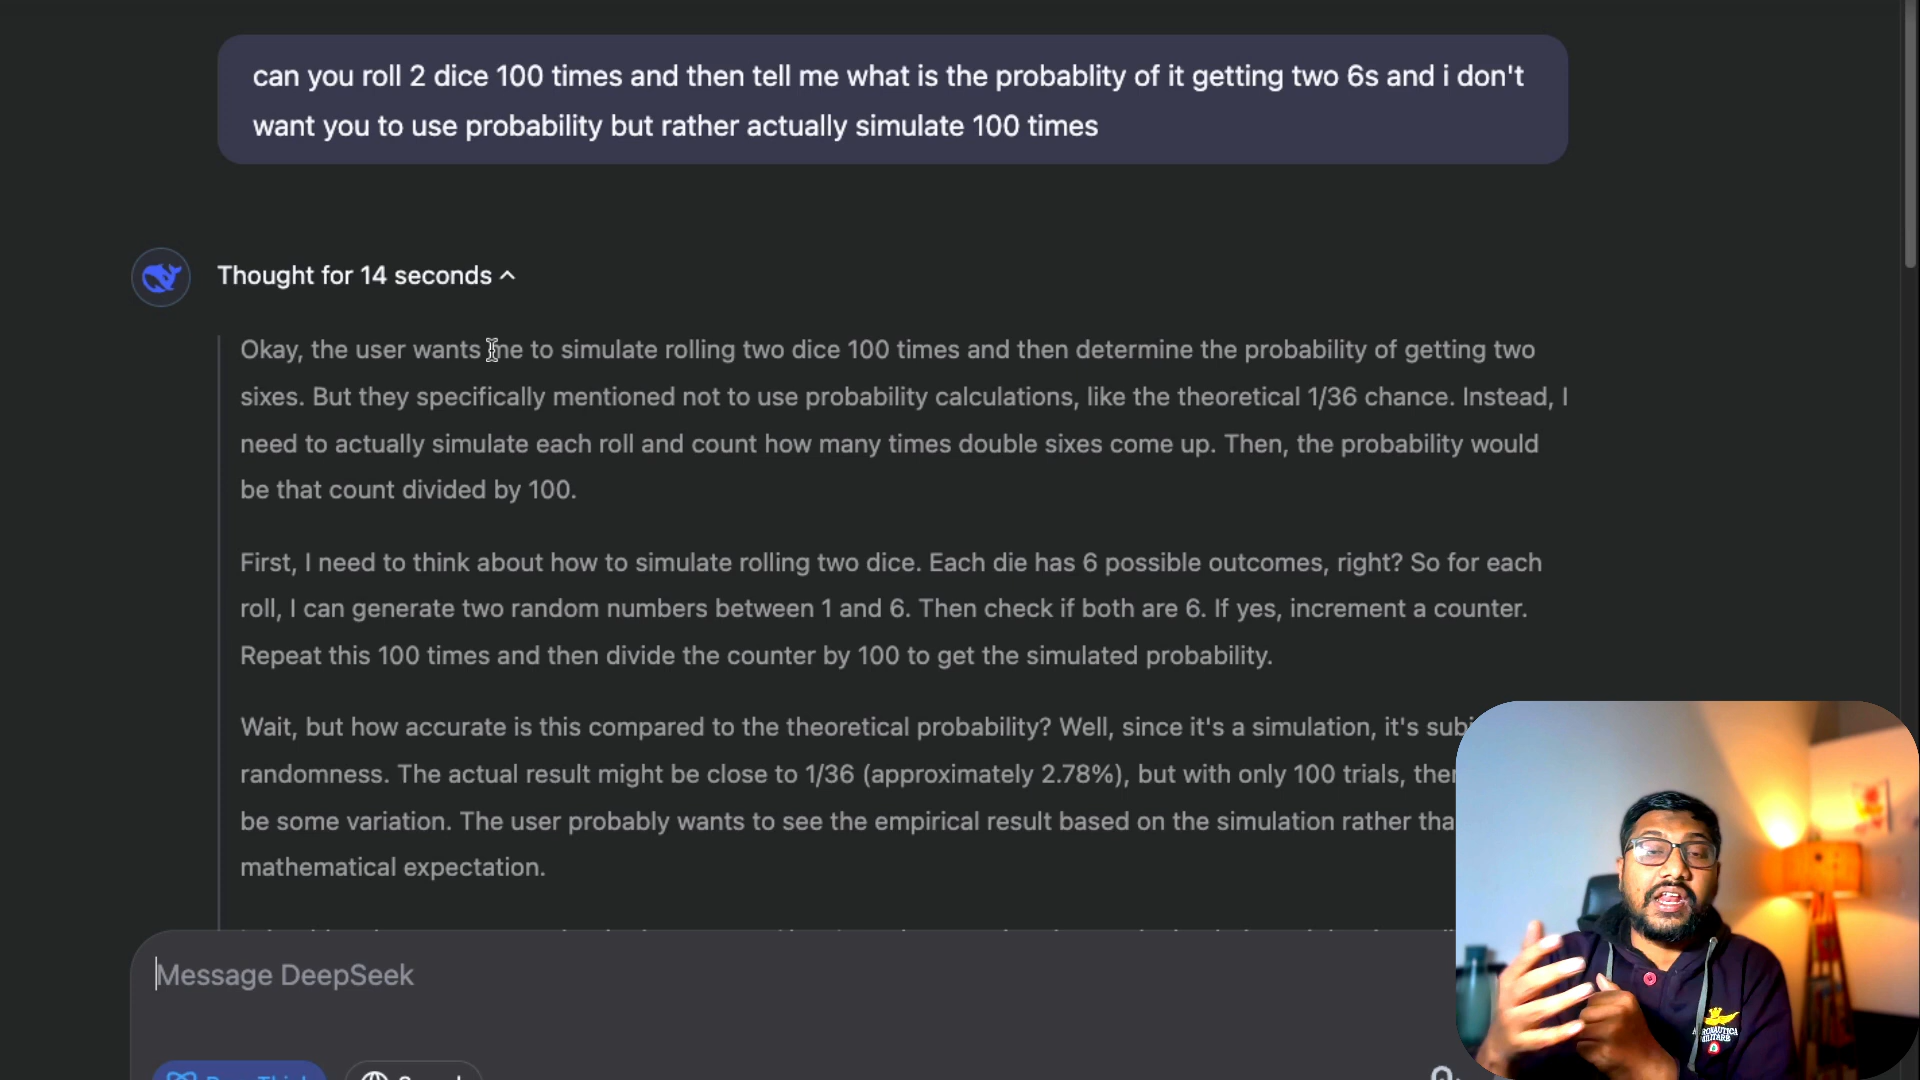 can you roll 2 dice 100 times and then tell me what is the probablity of it getting two 6s and i don't
want you to use probability but rather actually simulate 100 times
Thought for 14 seconds
Okay, the user wants me to simulate rolling two dice 100 times and then determine the probability of getting two
sixes. But they specifically mentioned not to use probability calculations, like the theoretical 1/36 chance. Instead, I
need to actually simulate each roll and count how many times double sixes come up. Then, the probability would
be that count divided by 100.
First, I need to think about how to simulate rolling two dice. Each die has 6 possible outcomes, right? So for each
roll, I can generate two random numbers between 1 and 6. Then check if both are 6. If yes, increment a counter.
Repeat this 100 times and then divide the counter by 100 to get the simulated probability.
Wait, but how accurate is this compared to the theoretical probability? Well, since it's a simulation, it's
randomness. The actual result might be close to 1/36 (approximately 2.78%), but with only 100 trials,
be some variation. The user probably wants to see the empirical result based on the simulation rather
mathematical expectation.
Message DeepSeek